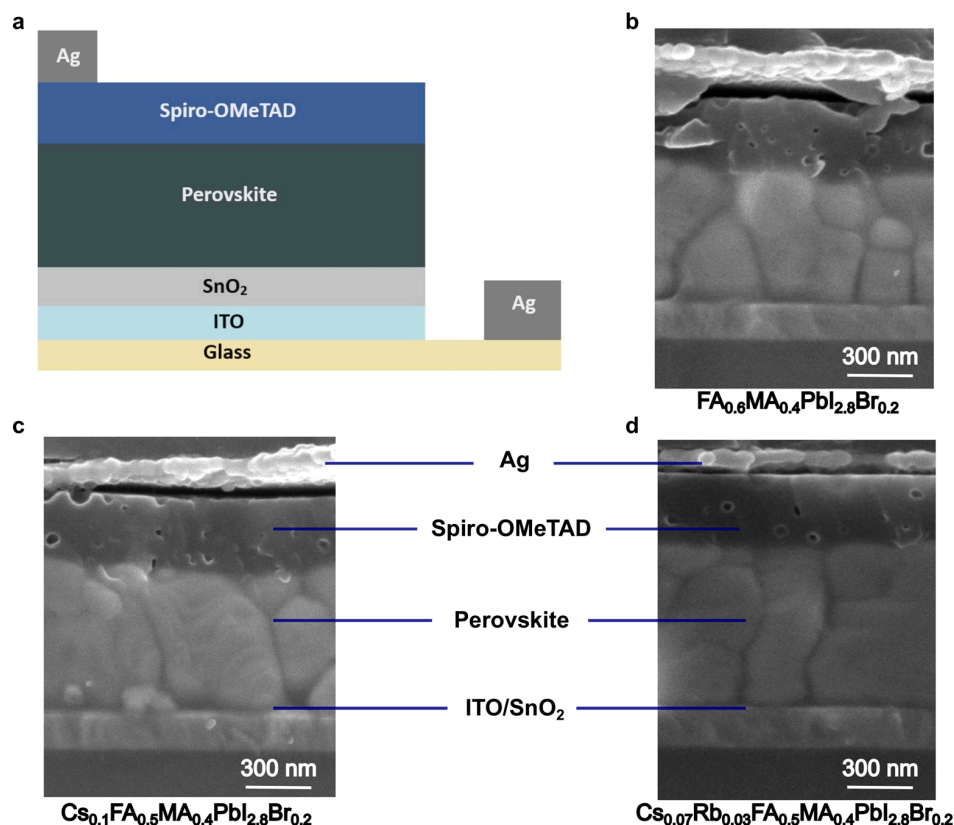 a
Ag
Spiro-OMeTAD
Perovskite
SnO₂
ITO
Ag
Glass
b
300 nm
FA₀.₆MA₀.₄PbI₂.₈Br₀.₂
c
d
Ag
Spiro-OMeTAD
Perovskite
ITO/SnO₂
300 nm
300 nm
Cs₀.₁FA₀.₅MA₀.₄PbI₂.₈Br₀.₂
Cs₀.₀₇Rb₀.₀₃FA₀.₅MA₀.₄PbI₂.₈Br₀.₂